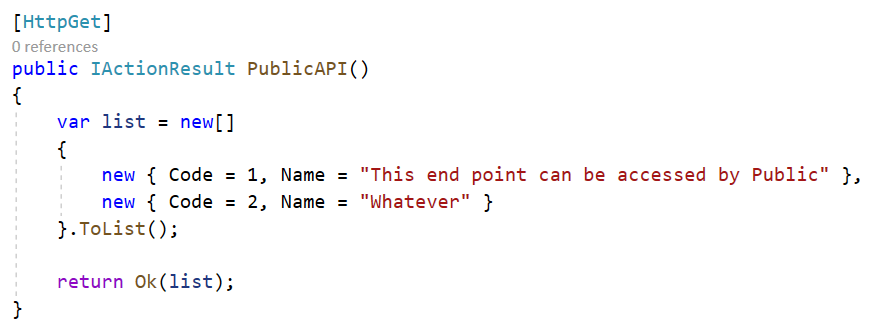 [HttpGet]
0 references
public IActionResult PublicAPI()
{
    var list = new[]
    {
        new { Code = 1, Name = "This end point can be accessed by Public" },
        new { Code = 2, Name = "Whatever" }
    }.ToList();

    return Ok(list);
}